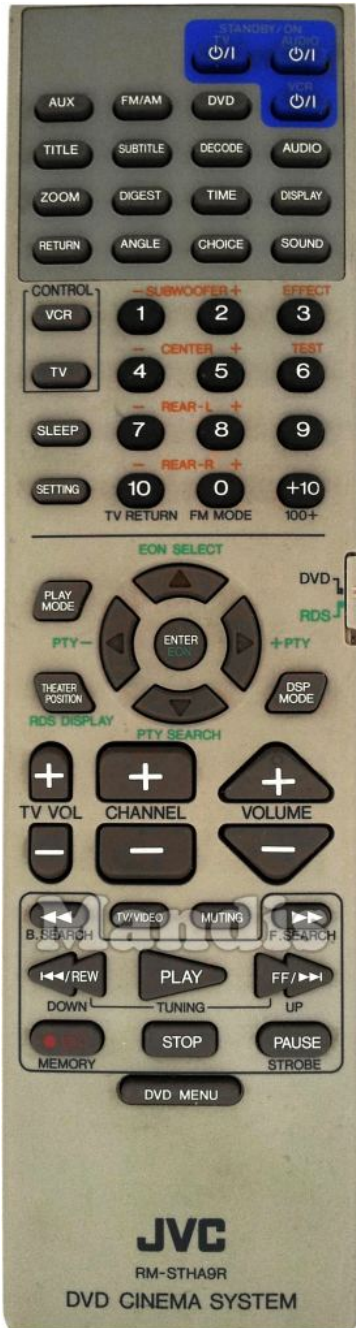 STANDBY/ON
TV AUDIO
⏻/I ⏻/I
VCR
AUX FM/AM DVD ⏻/I
TITLE SUBTITLE DECODE AUDIO
ZOOM DIGEST TIME DISPLAY
RETURN ANGLE CHOICE SOUND
CONTROL - SUBWOOFER + EFFECT
VCR 1 2 3
- CENTER + TEST
TV 4 5 6
- REAR-L +
SLEEP 7 8 9
- REAR-R +
SETTING 10 0 +10
TV RETURN FM MODE 100+
EON SELECT
DVD
PLAY MODE
RDS
PTY- ENTER +PTY
EON
THEATER POSITION DSP MODE
RDS DISPLAY
PTY SEARCH
+ + +
TV VOL CHANNEL VOLUME
- - -
◀◀ TV/VIDEO MUTING ▶▶
B.SEARCH F.SEARCH
Mandis
I◀◀/REW PLAY FF/▶▶I
DOWN TUNING UP
STOP PAUSE
MEMORY STROBE
DVD MENU
JVC
RM-STHA9R
DVD CINEMA SYSTEM